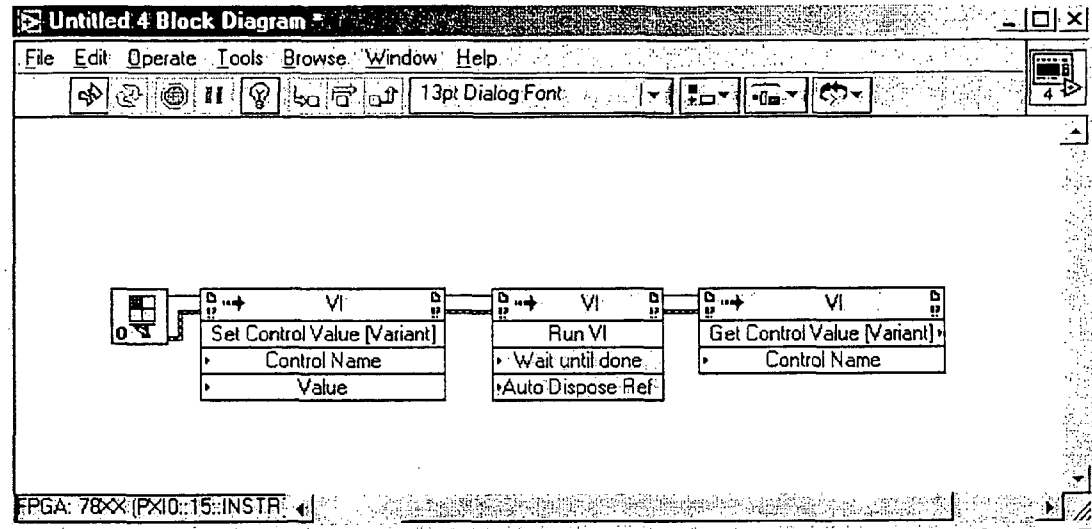 Untitled 4 Block Diagram *
File Edit Operate Tools Browse Window Help
13pt Dialog Font
4
VI VI VI
Set Control Value [Variant] Run VI Get Control Value [Variant]
Control Name Wait until done Control Name
Value Auto Dispose Ref
FPGA: 78XX (PXI0::15::INSTR